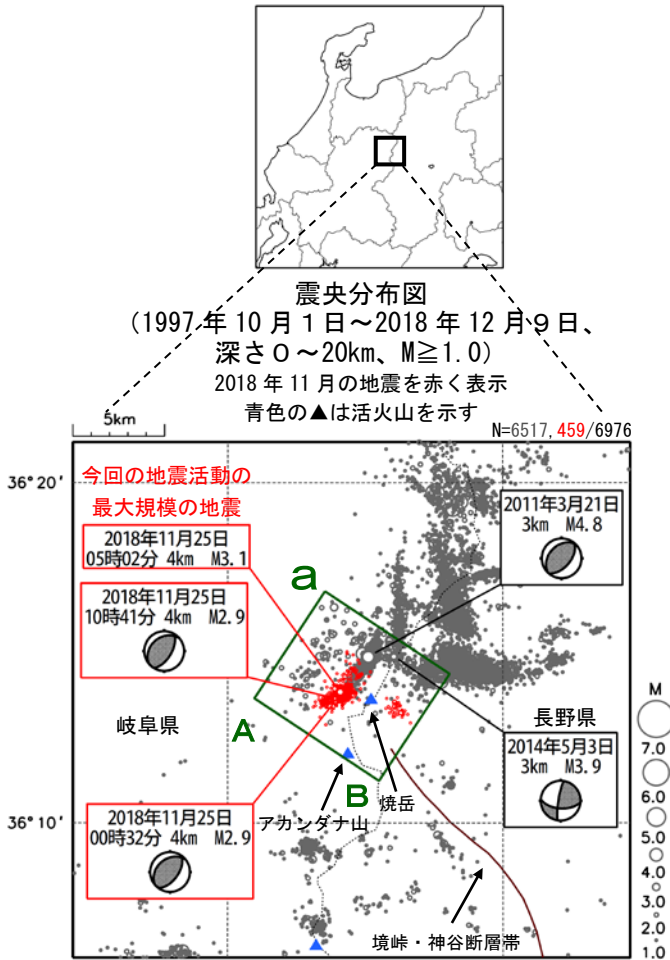 震央分布図
(1997 年 10 月 1 日～2018 年 12 月 9 日、
深さ０～20km、M≧1.0)
2018 年 11 月の地震を赤く表示
青色の▲は活火山を示す
5km
N=6517, 459/6976
36°20′
今回の地震活動の
最大規模の地震
2018年11月25日
05時02分 4km M3.1
2011年3月21日
3km M4.8
a
2018年11月25日
10時41分 4km M2.9
岐阜県
A
長野県
2014年5月3日
3km M3.9
B
焼岳
アカンダナ山
36°10′
2018年11月25日
00時32分 4km M2.9
境峠・神谷断層帯
M
7.0
6.0
5.0
4.0
3.0
2.0
1.0